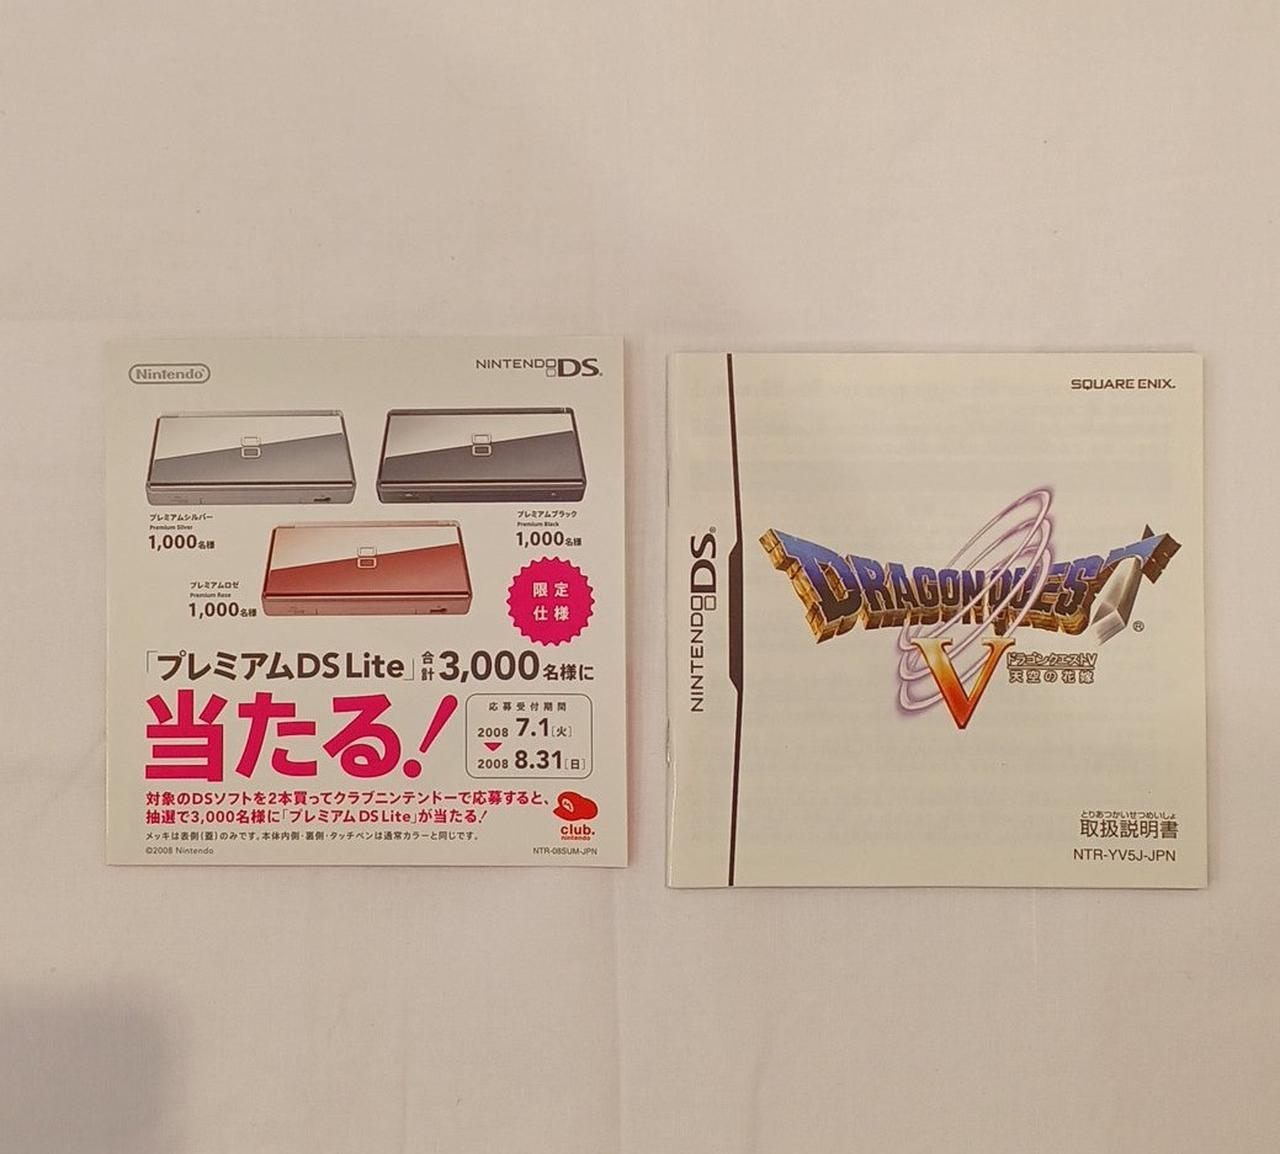 Nintendo
NINTENDO DS
プレミアムシルバー
Premium Silver
1,000名様
プレミアムブラック
Premium Black
1,000名様
プレミアムロゼ
Premium Rose
1,000名様
限定
仕様
「プレミアムDS Lite」合計3,000名様に
当たる!
応募受付期間
2008 7.1[火]
2008 8.31[日]
対象のDSソフトを2本買ってクラブニンテンドーで応募すると、
抽選で3,000名様に「プレミアムDS Lite」が当たる!
メッキは表側(蓋)のみです。本体内側・裏側・タッチペンは通常カラーと同じです。
club.
nintendo
©2008 Nintendo
NTR-08SUM-JPN
NINTENDO DS®
SQUARE ENIX.
DRAGON QUEST®
V
ドラゴンクエストV
天空の花嫁
とりあつかいせつめいしょ
取扱説明書
NTR-YV5J-JPN